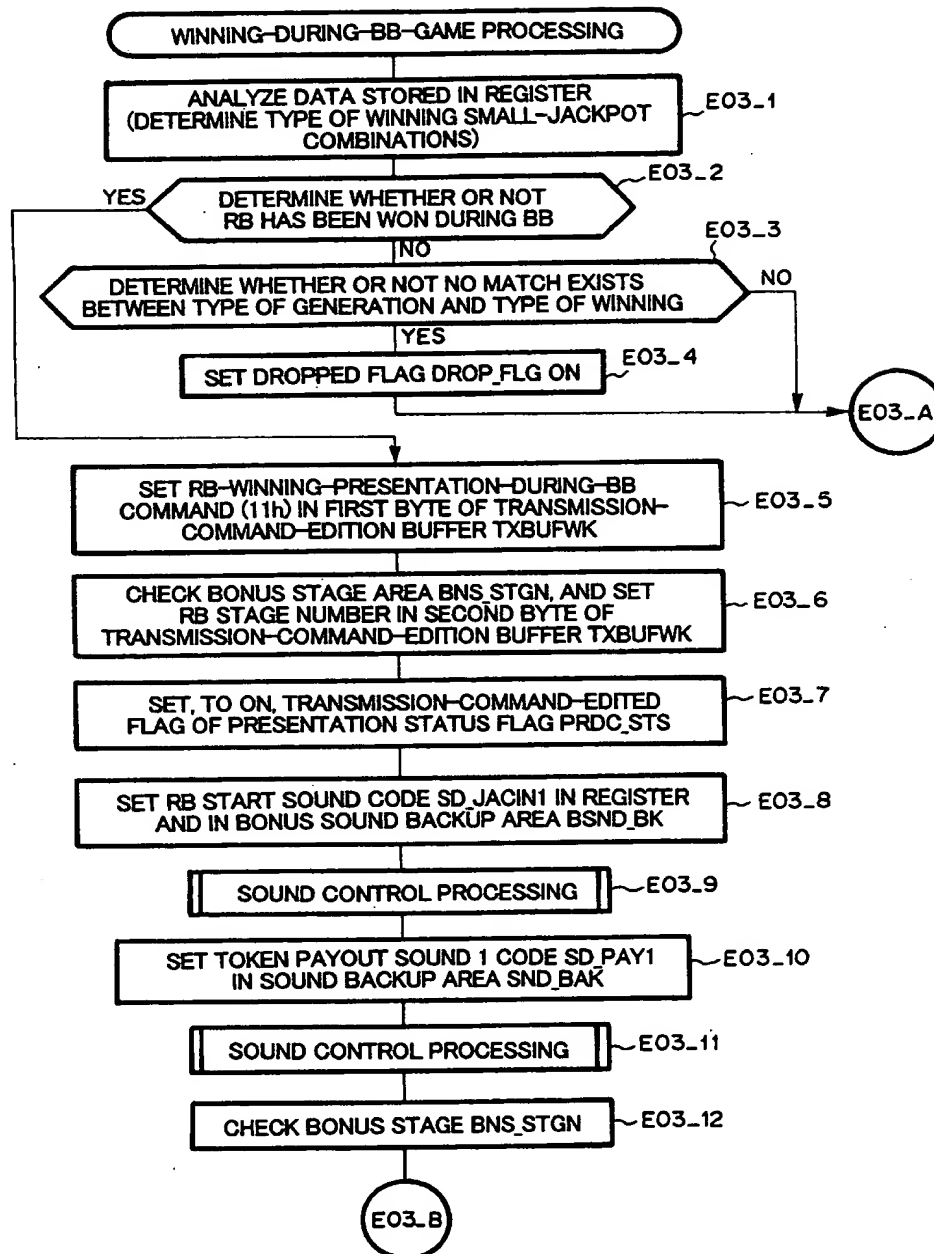 WINNING-DURING-BB-GAME PROCESSING
ANALYZE DATA STORED IN REGISTER
(DETERMINE TYPE OF WINNING SMALL-JACKPOT
COMBINATIONS)
E03_1
E03_2
YES
DETERMINE WHETHER OR NOT
RB HAS BEEN WON DURING BB
NO
E03_3
DETERMINE WHETHER OR NOT NO MATCH EXISTS
BETWEEN TYPE OF GENERATION AND TYPE OF WINNING
NO
YES
E03_4
SET DROPPED FLAG DROP_FLG ON
E03_A
SET RB-WINNING-PRESENTATION-DURING-BB
COMMAND (11h) IN FIRST BYTE OF TRANSMISSION-
COMMAND-EDITION BUFFER TXBUFWK
E03_5
CHECK BONUS STAGE AREA BNS_STGN, AND SET
RB STAGE NUMBER IN SECOND BYTE OF
TRANSMISSION-COMMAND-EDITION BUFFER TXBUFWK
E03_6
SET, TO ON, TRANSMISSION-COMMAND-EDITED
FLAG OF PRESENTATION STATUS FLAG PRDC_STS
E03_7
SET RB START SOUND CODE SD_JACIN1 IN REGISTER
AND IN BONUS SOUND BACKUP AREA BSND_BK
E03_8
SOUND CONTROL PROCESSING
E03_9
SET TOKEN PAYOUT SOUND 1 CODE SD_PAY1
IN SOUND BACKUP AREA SND_BAK
E03_10
SOUND CONTROL PROCESSING
E03_11
CHECK BONUS STAGE BNS_STGN
E03_12
E03_B